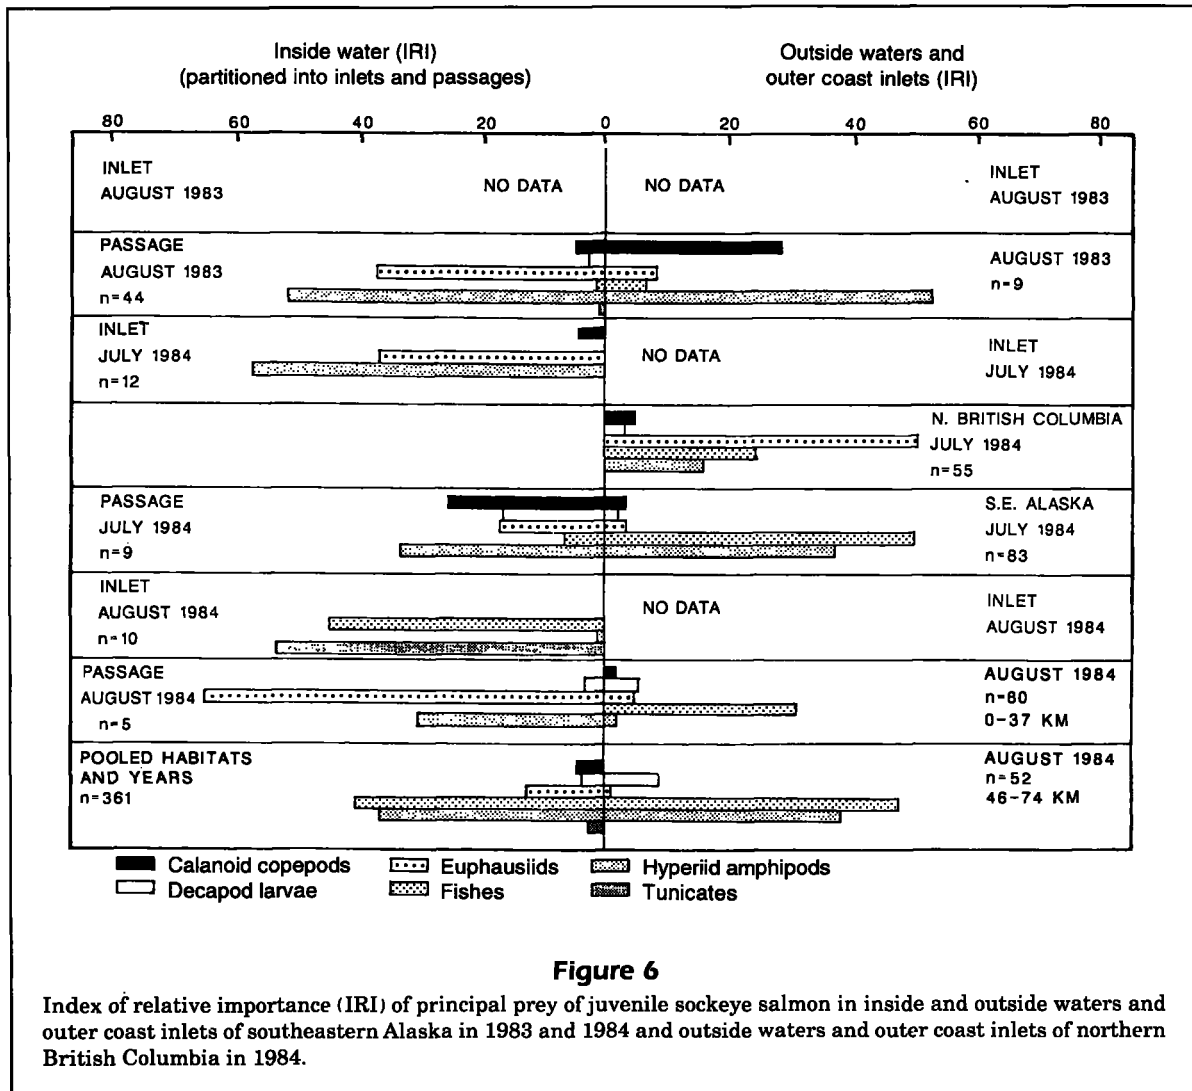 Inside water (IRI)
(partitioned into inlets and passages)
Outside waters and
outer coast inlets (IRI)
80 60 40 20 0 20 40 60 80
INLET
AUGUST 1983
NO DATA
NO DATA
INLET
AUGUST 1983
PASSAGE
AUGUST 1983
n=44
AUGUST 1983
n=9
INLET
JULY 1984
n=12
NO DATA
INLET
JULY 1984
N. BRITISH COLUMBIA
JULY 1984
n=55
PASSAGE
JULY 1984
n=9
S.E. ALASKA
JULY 1984
n=83
INLET
AUGUST 1984
n=10
NO DATA
INLET
AUGUST 1984
PASSAGE
AUGUST 1984
n=5
AUGUST 1984
n=80
0-37 KM
POOLED HABITATS
AND YEARS
n=361
AUGUST 1984
n=52
46-74 KM
Calanoid copepods
Euphausiids
Hyperiid amphipods
Decapod larvae
Fishes
Tunicates
Figure 6
Index of relative importance (IRI) of principal prey of juvenile sockeye salmon in inside and outside waters and
outer coast inlets of southeastern Alaska in 1983 and 1984 and outside waters and outer coast inlets of northern
British Columbia in 1984.